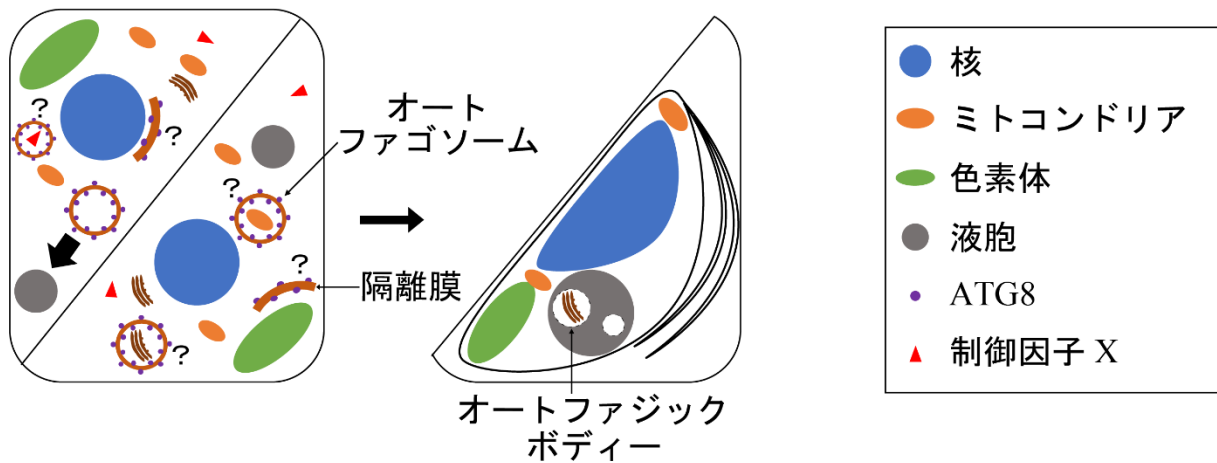 ?
?
?
?
?
オート
ファゴソーム
隔離膜
オートファジック
ボディー
核
ミトコンドリア
色素体
液胞
ATG8
制御因子 X